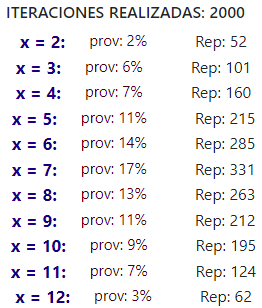 ITERACIONES REALIZADAS: 2000
x = 2: prov: 2% Rep: 52
x = 3: prov: 6% Rep: 101
x = 4: prov: 7% Rep: 160
x = 5: prov: 11% Rep: 215
x = 6: prov: 14% Rep: 285
x = 7: prov: 17% Rep: 331
x = 8: prov: 13% Rep: 263
x = 9: prov: 11% Rep: 212
x = 10: prov: 9% Rep: 195
x = 11: prov: 7% Rep: 124
x = 12: prov: 3% Rep: 62